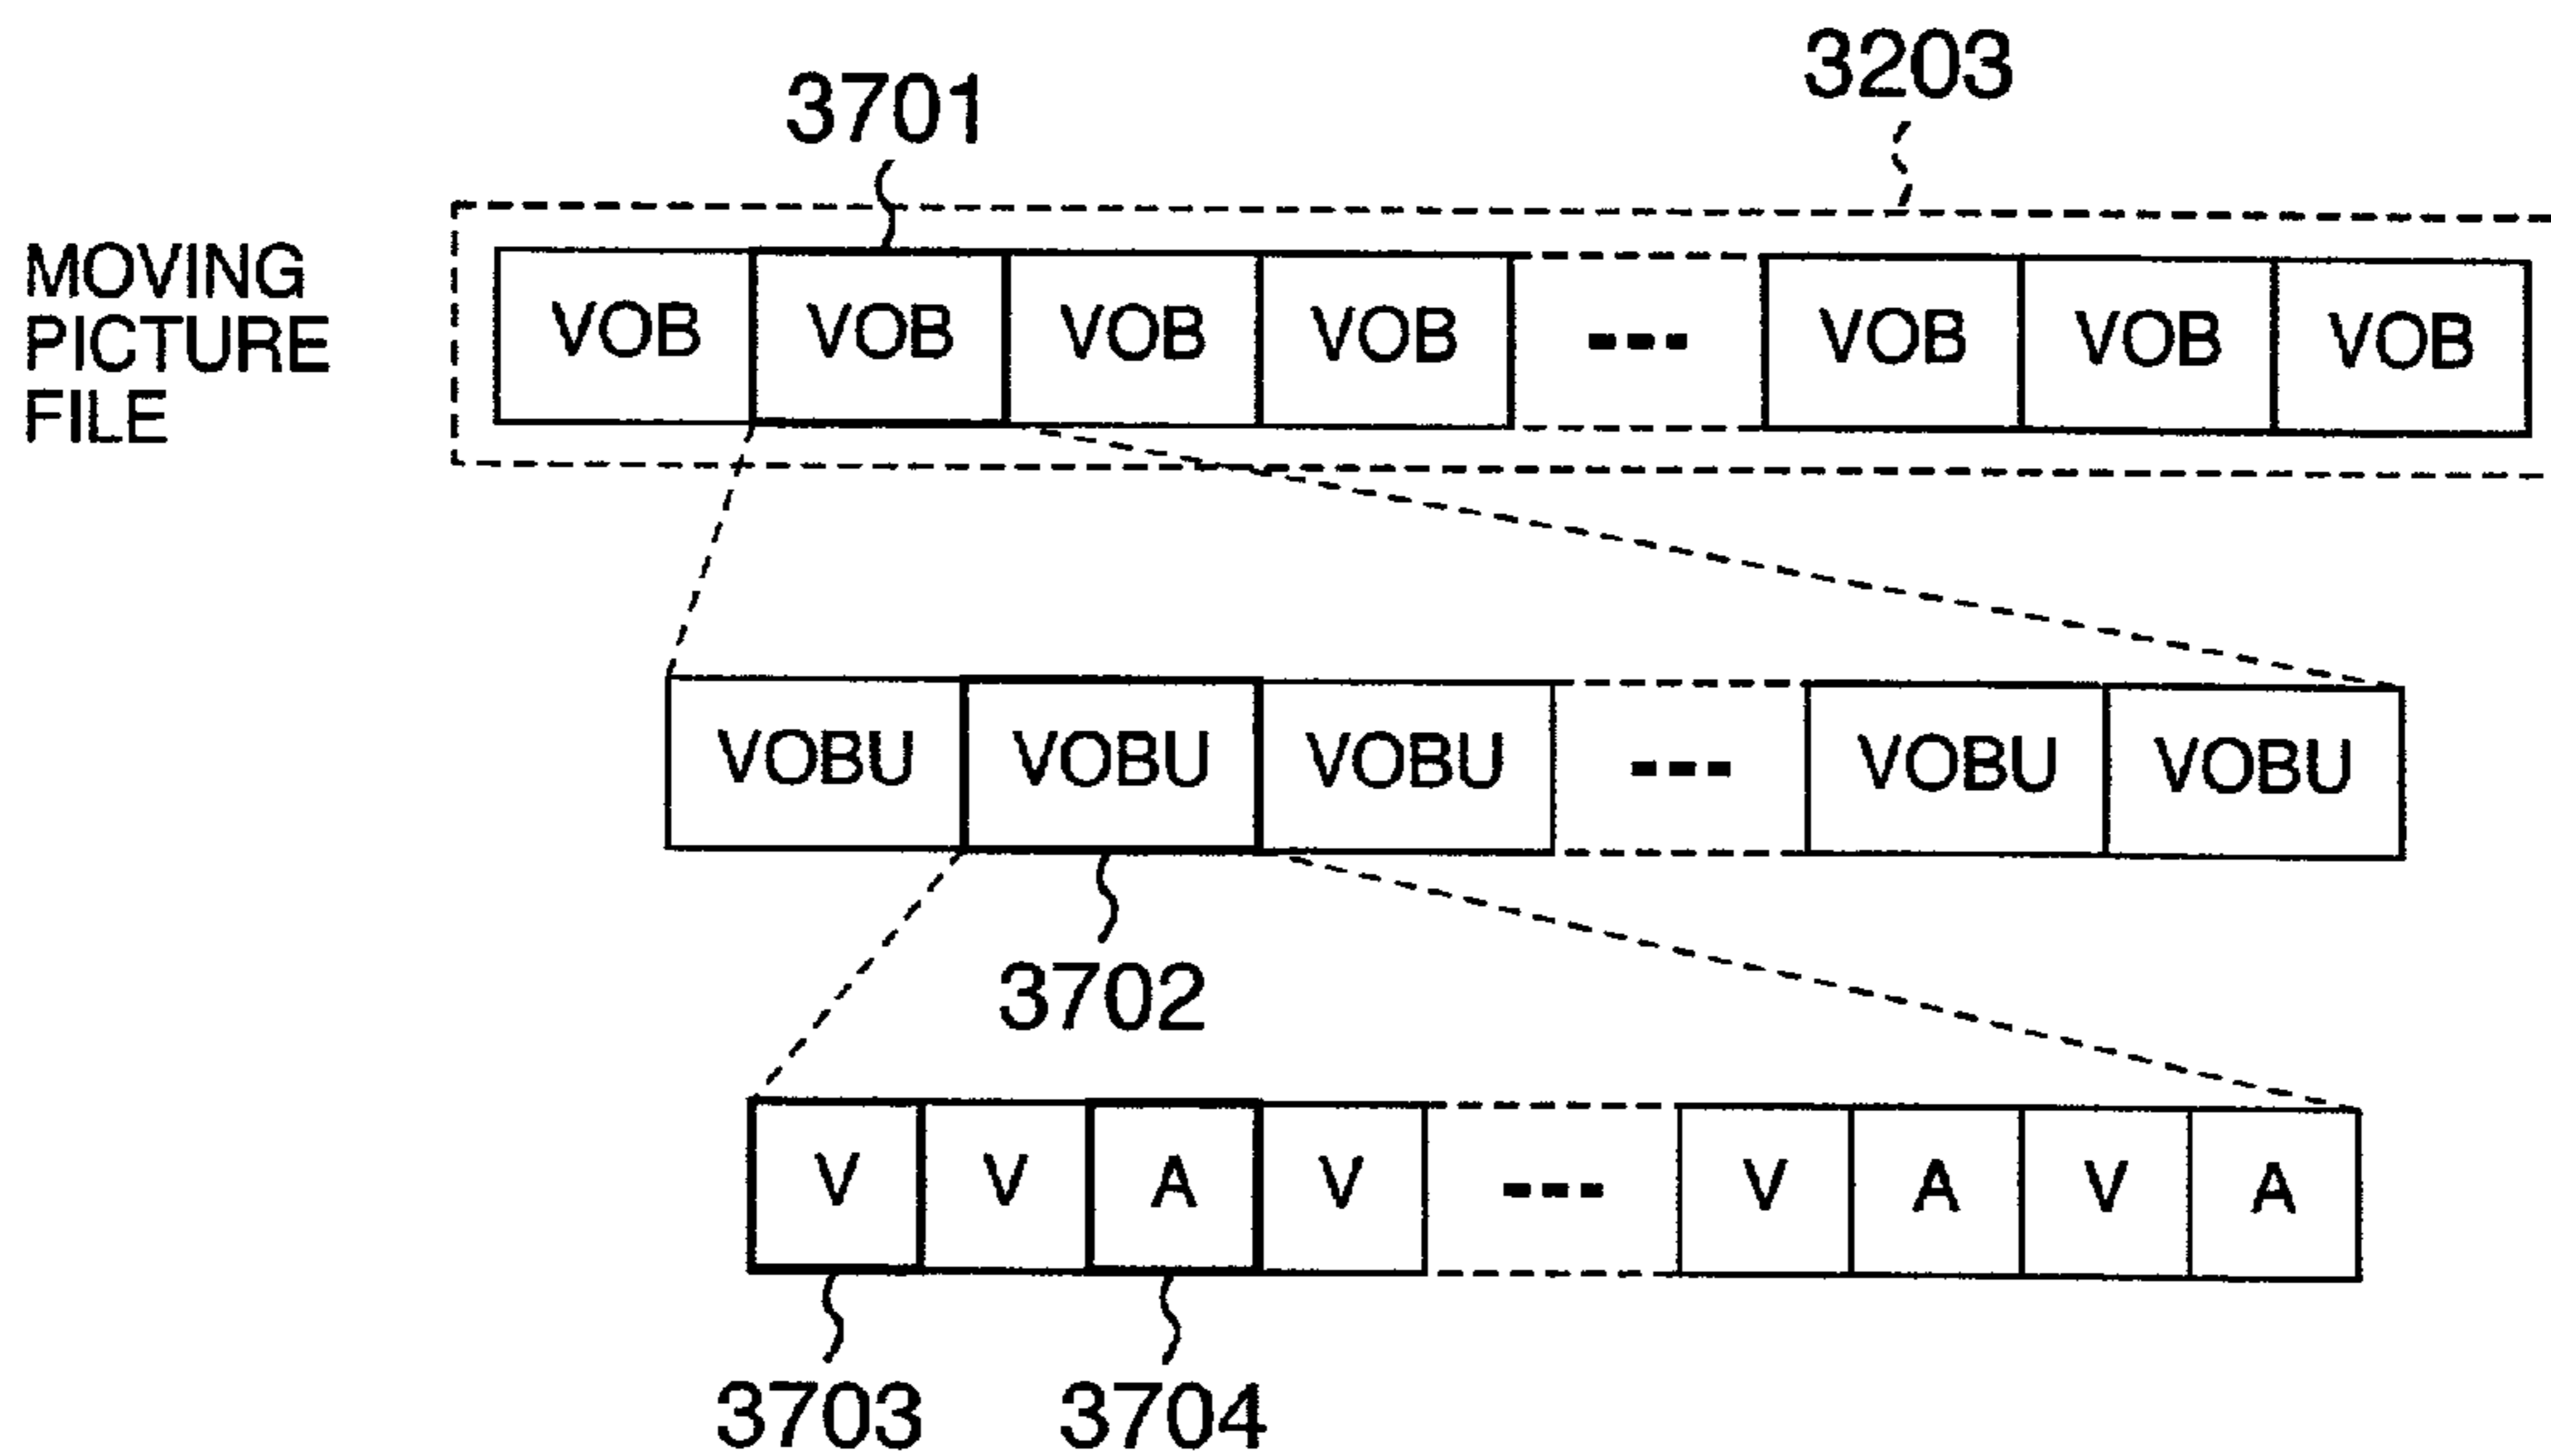 3203
3701
MOVING
PICTURE
FILE
VOB VOB VOB VOB --- VOB VOB VOB
VOBU VOBU VOBU --- VOBU VOBU
3702
V V A V --- V A V A
3703 3704